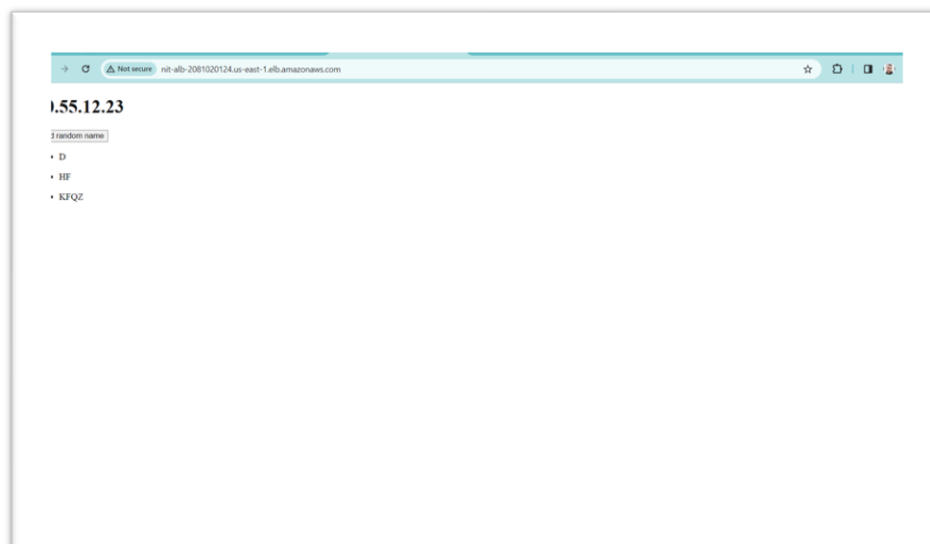 Not secure nit-alb-2081020124.us-east-1.elb.amazonaws.com
.55.12.23
random name
D
HF
KFQZ